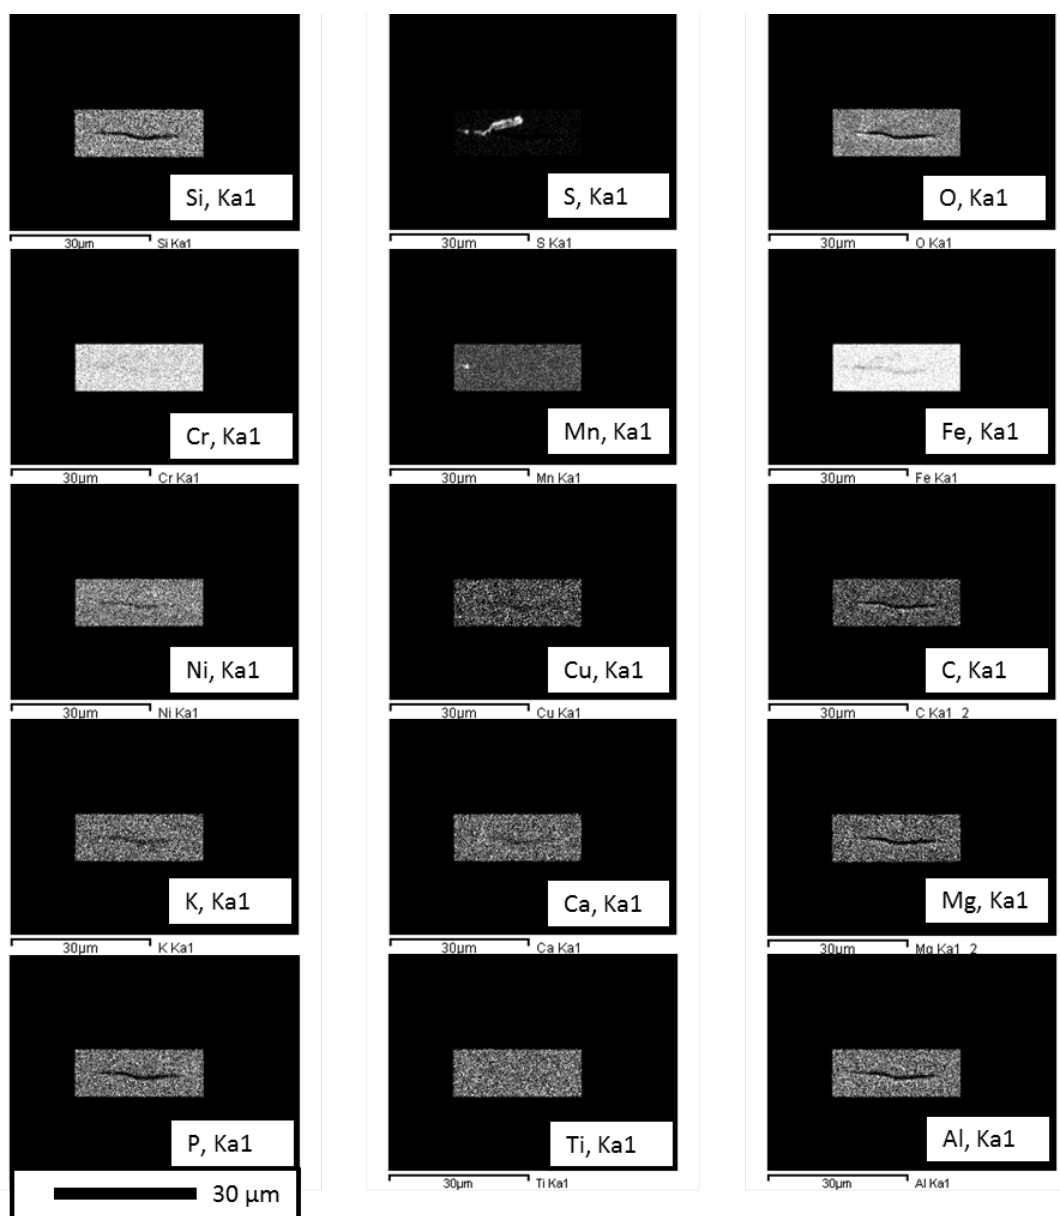 Si, Ka1
S, Ka1
O, Ka1
30µm Si Ka1
30µm S Ka1
30µm O Ka1
Cr, Ka1
Mn, Ka1
Fe, Ka1
30µm Cr Ka1
30µm Mn Ka1
30µm Fe Ka1
Ni, Ka1
Cu, Ka1
C, Ka1
30µm Ni Ka1
30µm Cu Ka1
30µm C Ka1_2
K, Ka1
Ca, Ka1
Mg, Ka1
30µm K Ka1
30µm Ca Ka1
30µm Mg Ka1_2
P, Ka1
Ti, Ka1
Al, Ka1
30µm Ti Ka1
30µm Al Ka1
30 µm